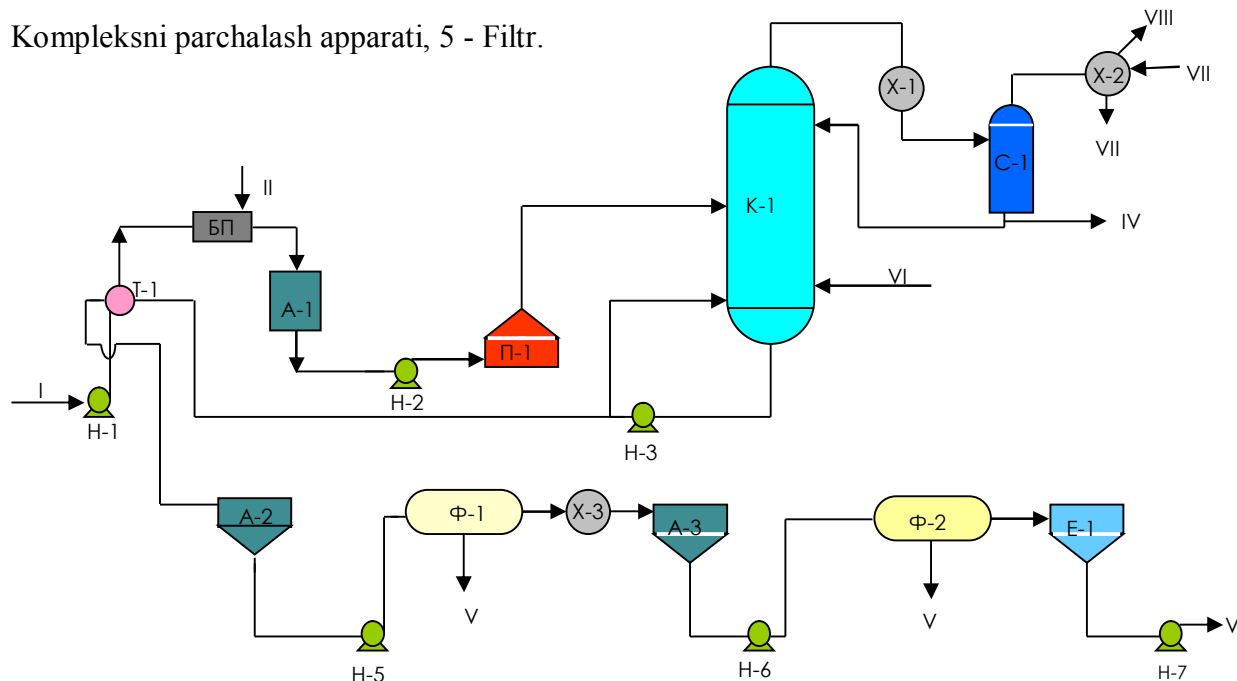 Kompleksni parchalash apparati, 5 - Filtr.
VIII
Х-1
Х-2
VII
VII
С-1
II
БП
К-1
IV
Т-1
VI
А-1
П-1
I
Н-1
Н-2
Н-3
А-2
Ф-1
Х-3
А-3
Ф-2
Е-1
V
V
V
Н-5
Н-6
Н-7